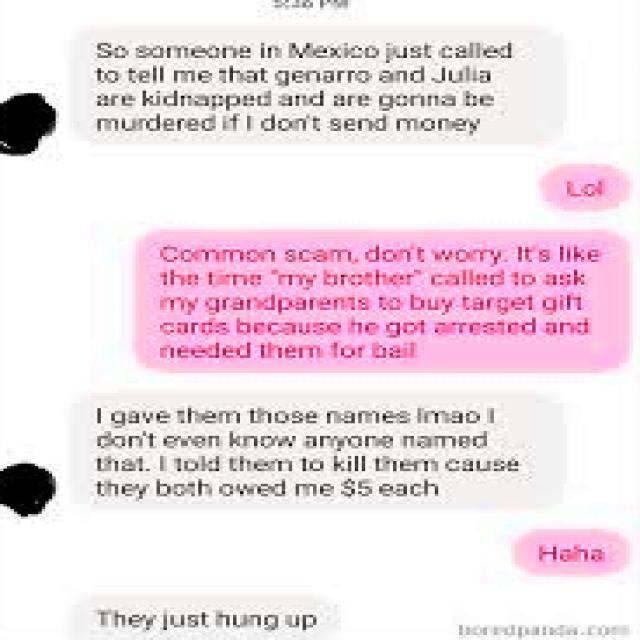 5:38 PM
So someone in Mexico just called
to tell me that genarro and Julia
are kidnapped and are gonna be
murdered if I don't send money
Lol
Common scam, don't worry. It's like
the time "my brother" called to ask
my grandparents to buy target gift
cards because he got arrested and
needed them for bail
I gave them those names lmao I
don't even know anyone named
that. I told them to kill them cause
they both owed me $5 each
Haha
They just hung up
boredpanda.com